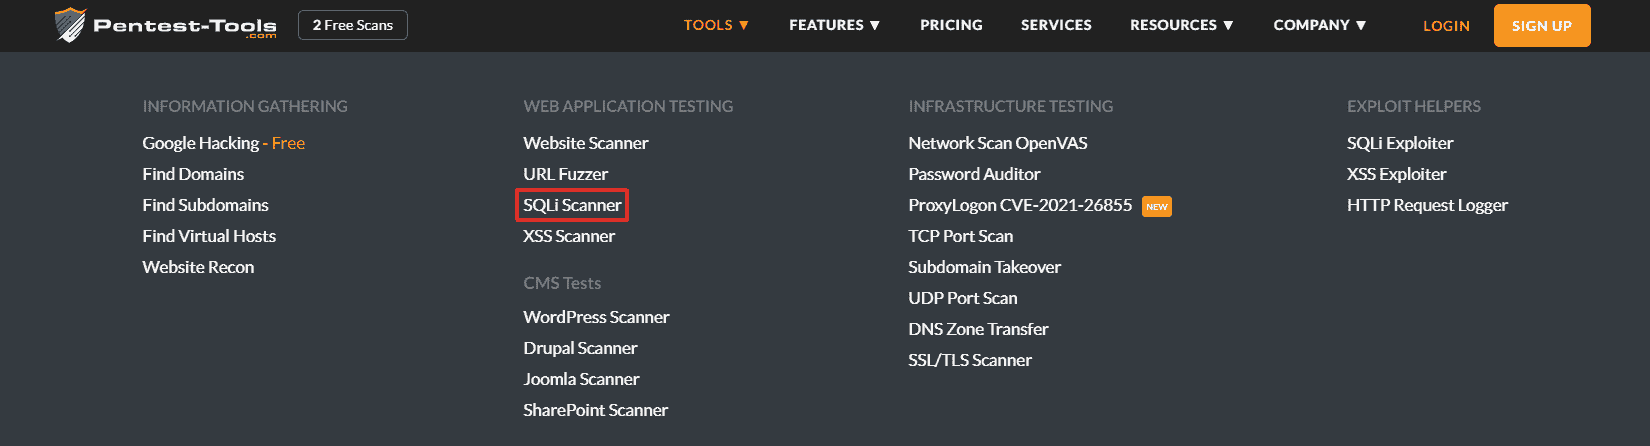 Pentest-Tools
.com
2 Free Scans
TOOLS ▼
FEATURES ▼
PRICING
SERVICES
RESOURCES ▼
COMPANY ▼
LOGIN
SIGN UP
INFORMATION GATHERING
Google Hacking - Free
Find Domains
Find Subdomains
Find Virtual Hosts
Website Recon
WEB APPLICATION TESTING
Website Scanner
URL Fuzzer
SQLi Scanner
XSS Scanner
CMS Tests
WordPress Scanner
Drupal Scanner
Joomla Scanner
SharePoint Scanner
INFRASTRUCTURE TESTING
Network Scan OpenVAS
Password Auditor
ProxyLogon CVE-2021-26855 NEW
TCP Port Scan
Subdomain Takeover
UDP Port Scan
DNS Zone Transfer
SSL/TLS Scanner
EXPLOIT HELPERS
SQLi Exploiter
XSS Exploiter
HTTP Request Logger